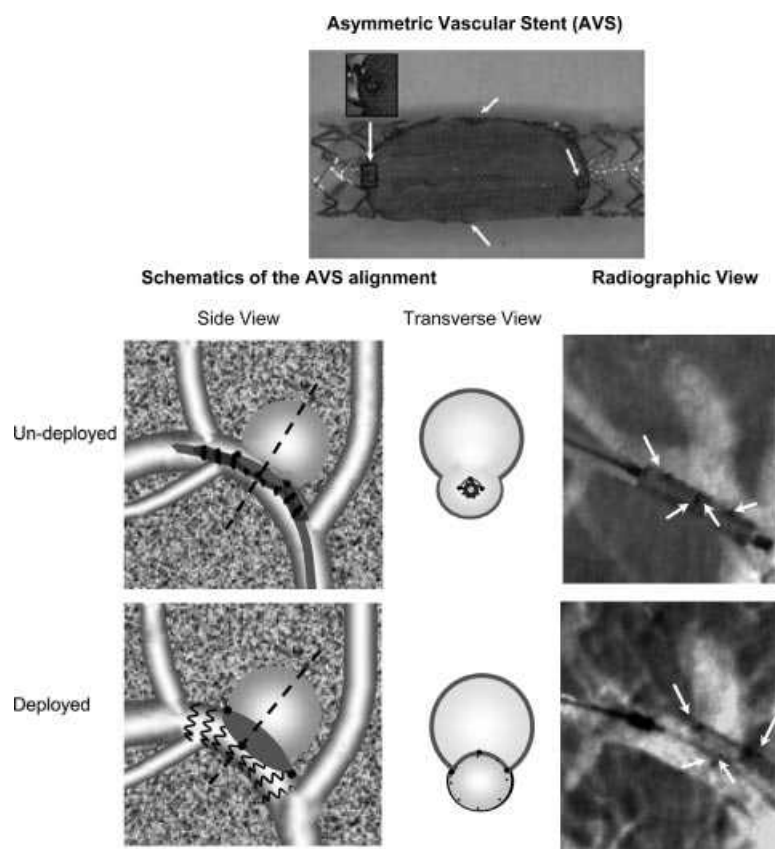 Asymmetric Vascular Stent (AVS)
Schematics of the AVS alignment
Radiographic View
Side View
Transverse View
Un-deployed
Deployed